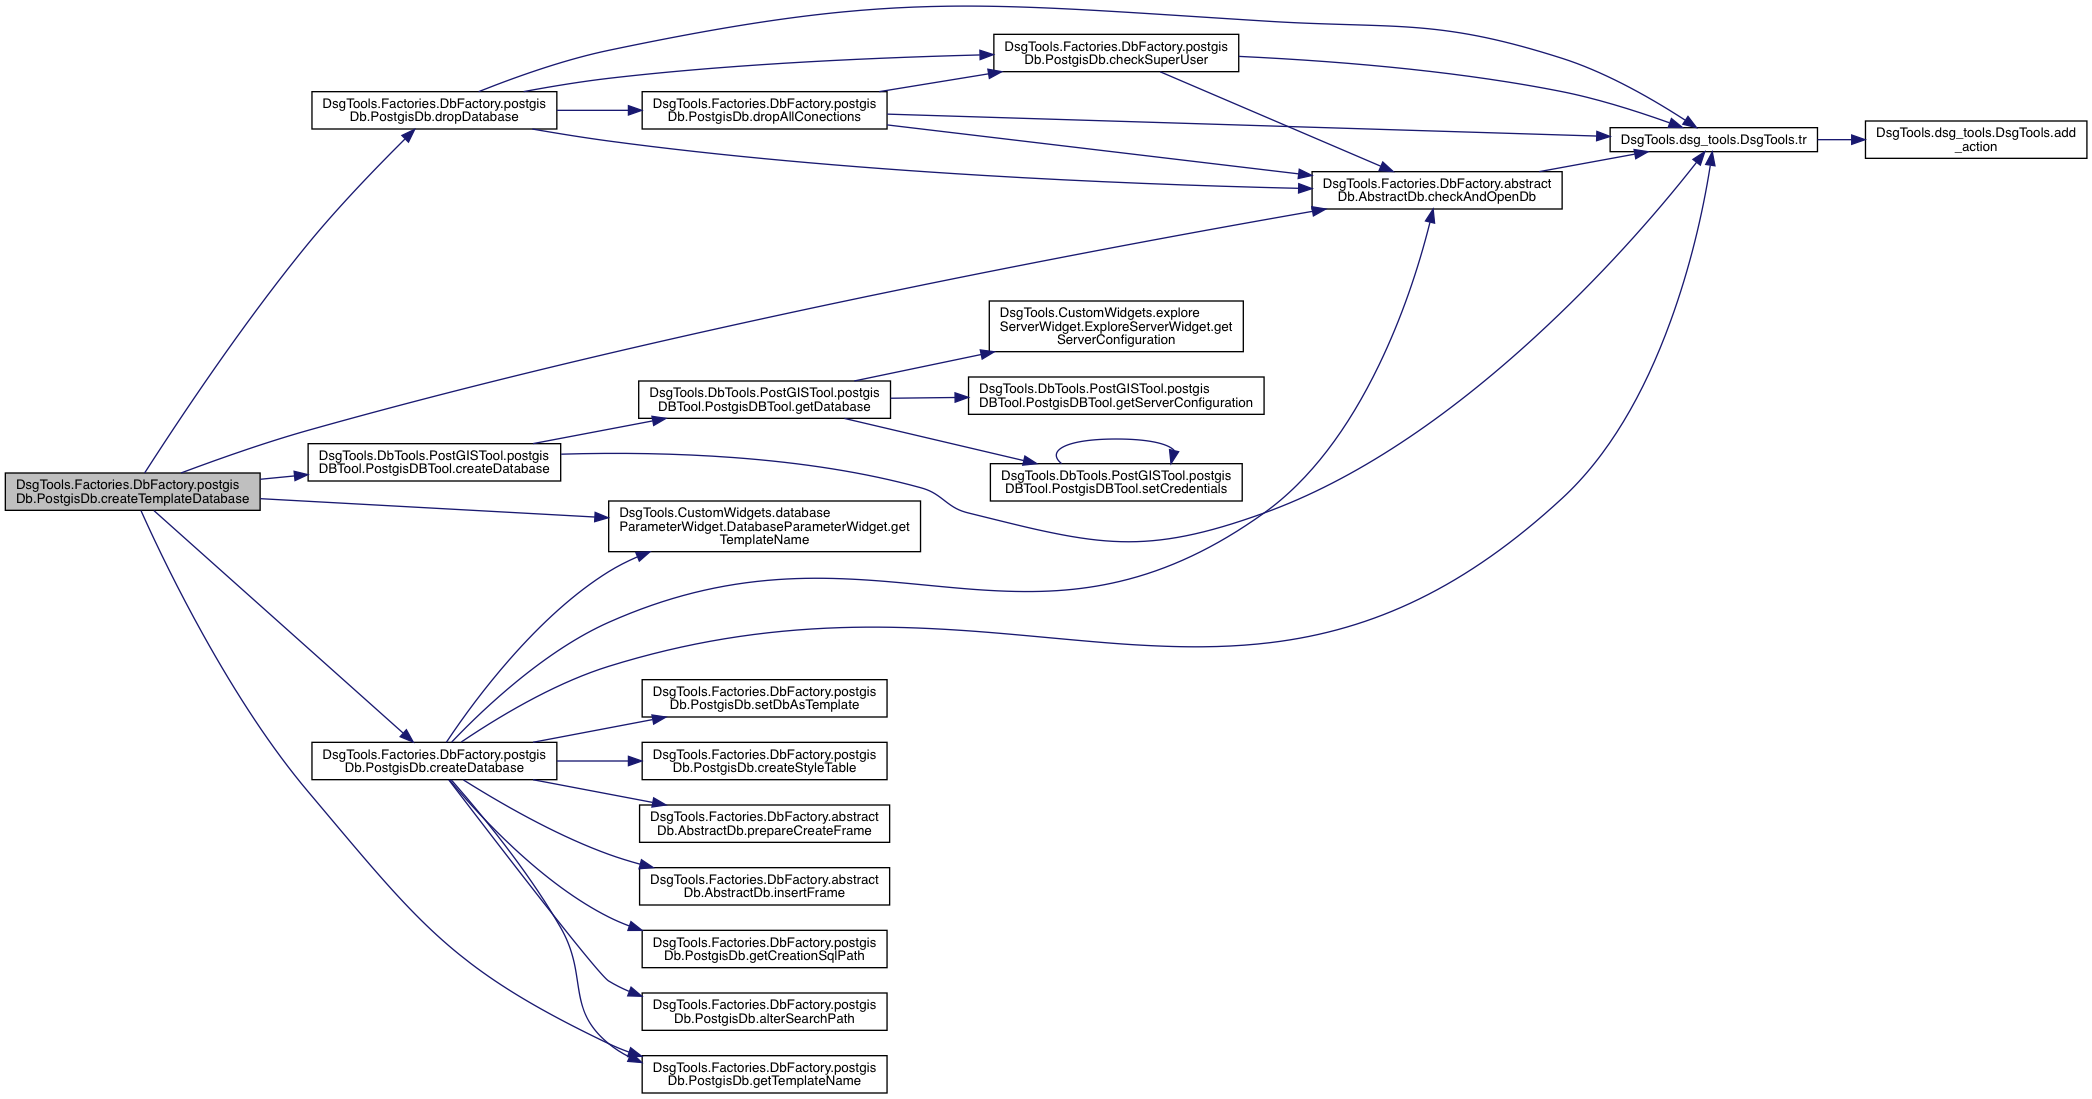 DsgTools.Factories.DbFactory.postgis
Db.PostgisDb.createTemplateDatabase
DsgTools.Factories.DbFactory.postgis
Db.PostgisDb.dropDatabase
DsgTools.Factories.DbFactory.postgis
Db.PostgisDb.dropAllConections
DsgTools.Factories.DbFactory.postgis
Db.PostgisDb.checkSuperUser
DsgTools.dsg_tools.DsgTools.tr
DsgTools.dsg_tools.DsgTools.add
_action
DsgTools.Factories.DbFactory.abstract
Db.AbstractDb.checkAndOpenDb
DsgTools.DbTools.PostGISTool.postgis
DBTool.PostgisDBTool.createDatabase
DsgTools.DbTools.PostGISTool.postgis
DBTool.PostgisDBTool.getDatabase
DsgTools.CustomWidgets.explore
ServerWidget.ExploreServerWidget.get
ServerConfiguration
DsgTools.DbTools.PostGISTool.postgis
DBTool.PostgisDBTool.getServerConfiguration
DsgTools.DbTools.PostGISTool.postgis
DBTool.PostgisDBTool.setCredentials
DsgTools.CustomWidgets.database
ParameterWidget.DatabaseParameterWidget.get
TemplateName
DsgTools.Factories.DbFactory.postgis
Db.PostgisDb.createDatabase
DsgTools.Factories.DbFactory.postgis
Db.PostgisDb.setDbAsTemplate
DsgTools.Factories.DbFactory.postgis
Db.PostgisDb.createStyleTable
DsgTools.Factories.DbFactory.abstract
Db.AbstractDb.prepareCreateFrame
DsgTools.Factories.DbFactory.abstract
Db.AbstractDb.insertFrame
DsgTools.Factories.DbFactory.postgis
Db.PostgisDb.getCreationSqlPath
DsgTools.Factories.DbFactory.postgis
Db.PostgisDb.alterSearchPath
DsgTools.Factories.DbFactory.postgis
Db.PostgisDb.getTemplateName